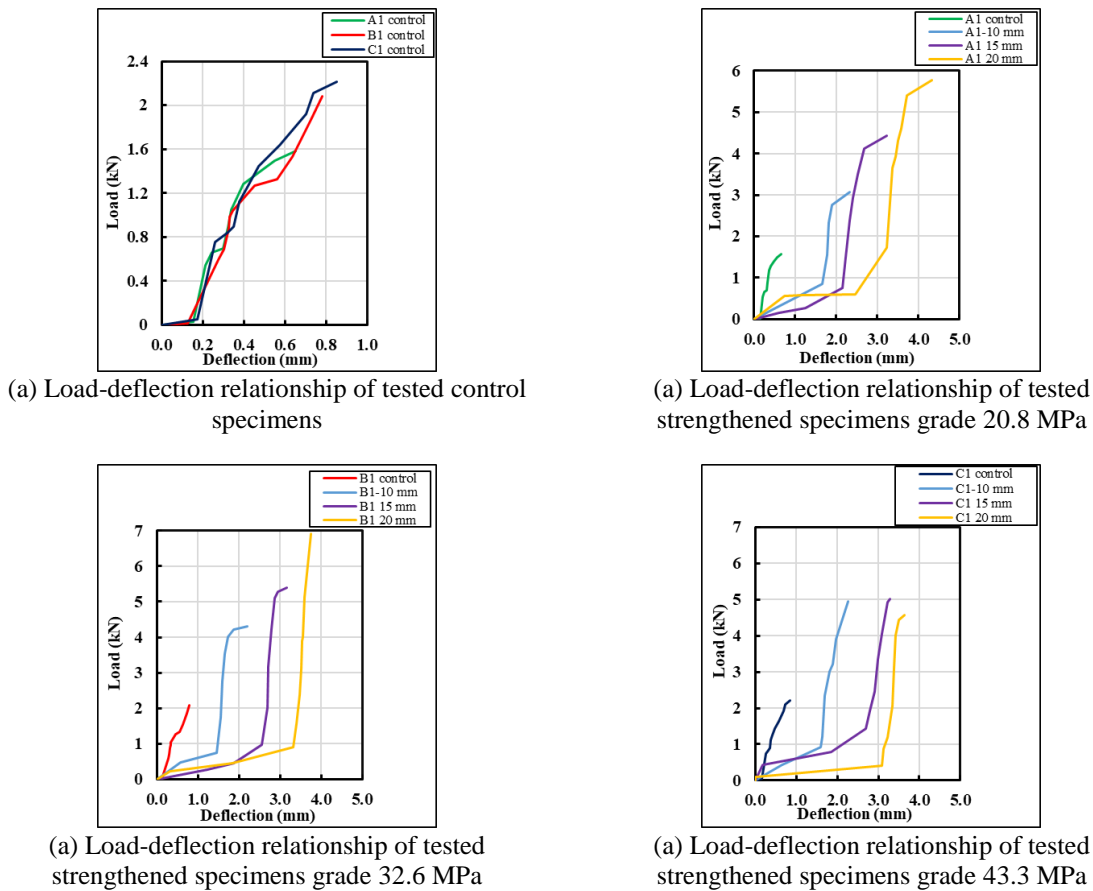 A1 control
B1 control
C1 control
2.4
2
1.6
1.2
0.8
0.4
0
Load (kN)
0.0 0.2 0.4 0.6 0.8 1.0
Deflection (mm)
(a) Load-deflection relationship of tested control
specimens
A1 control
A1-10 mm
A1 15 mm
A1 20 mm
6
5
4
3
2
1
0
Load (kN)
0.0 1.0 2.0 3.0 4.0 5.0
Deflection (mm)
(a) Load-deflection relationship of tested
strengthened specimens grade 20.8 MPa
B1 control
B1-10 mm
B1 15 mm
B1 20 mm
7
6
5
4
3
2
1
0
Load (kN)
0.0 1.0 2.0 3.0 4.0 5.0
Deflection (mm)
(a) Load-deflection relationship of tested
strengthened specimens grade 32.6 MPa
C1 control
C1-10 mm
C1 15 mm
C1 20 mm
7
6
5
4
3
2
1
0
Load (kN)
0.0 1.0 2.0 3.0 4.0 5.0
Deflection (mm)
(a) Load-deflection relationship of tested
strengthened specimens grade 43.3 MPa